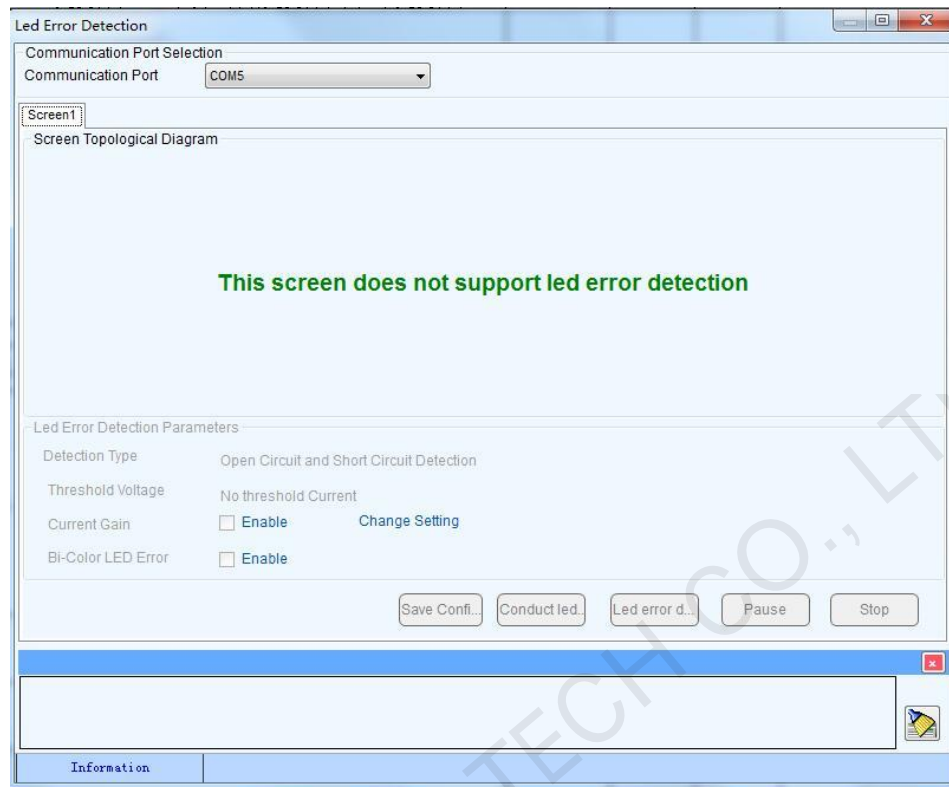 Led Error Detection
Communication Port Selection
Communication Port COM5
Screen1
Screen Topological Diagram
This screen does not support led error detection
Led Error Detection Parameters
Detection Type Open Circuit and Short Circuit Detection
Threshold Voltage No threshold Current
Current Gain Enable Change Setting
Bi-Color LED Error Enable
Save Confi... Conduct led.. Led error d... Pause Stop
Information
TECH CO., LT